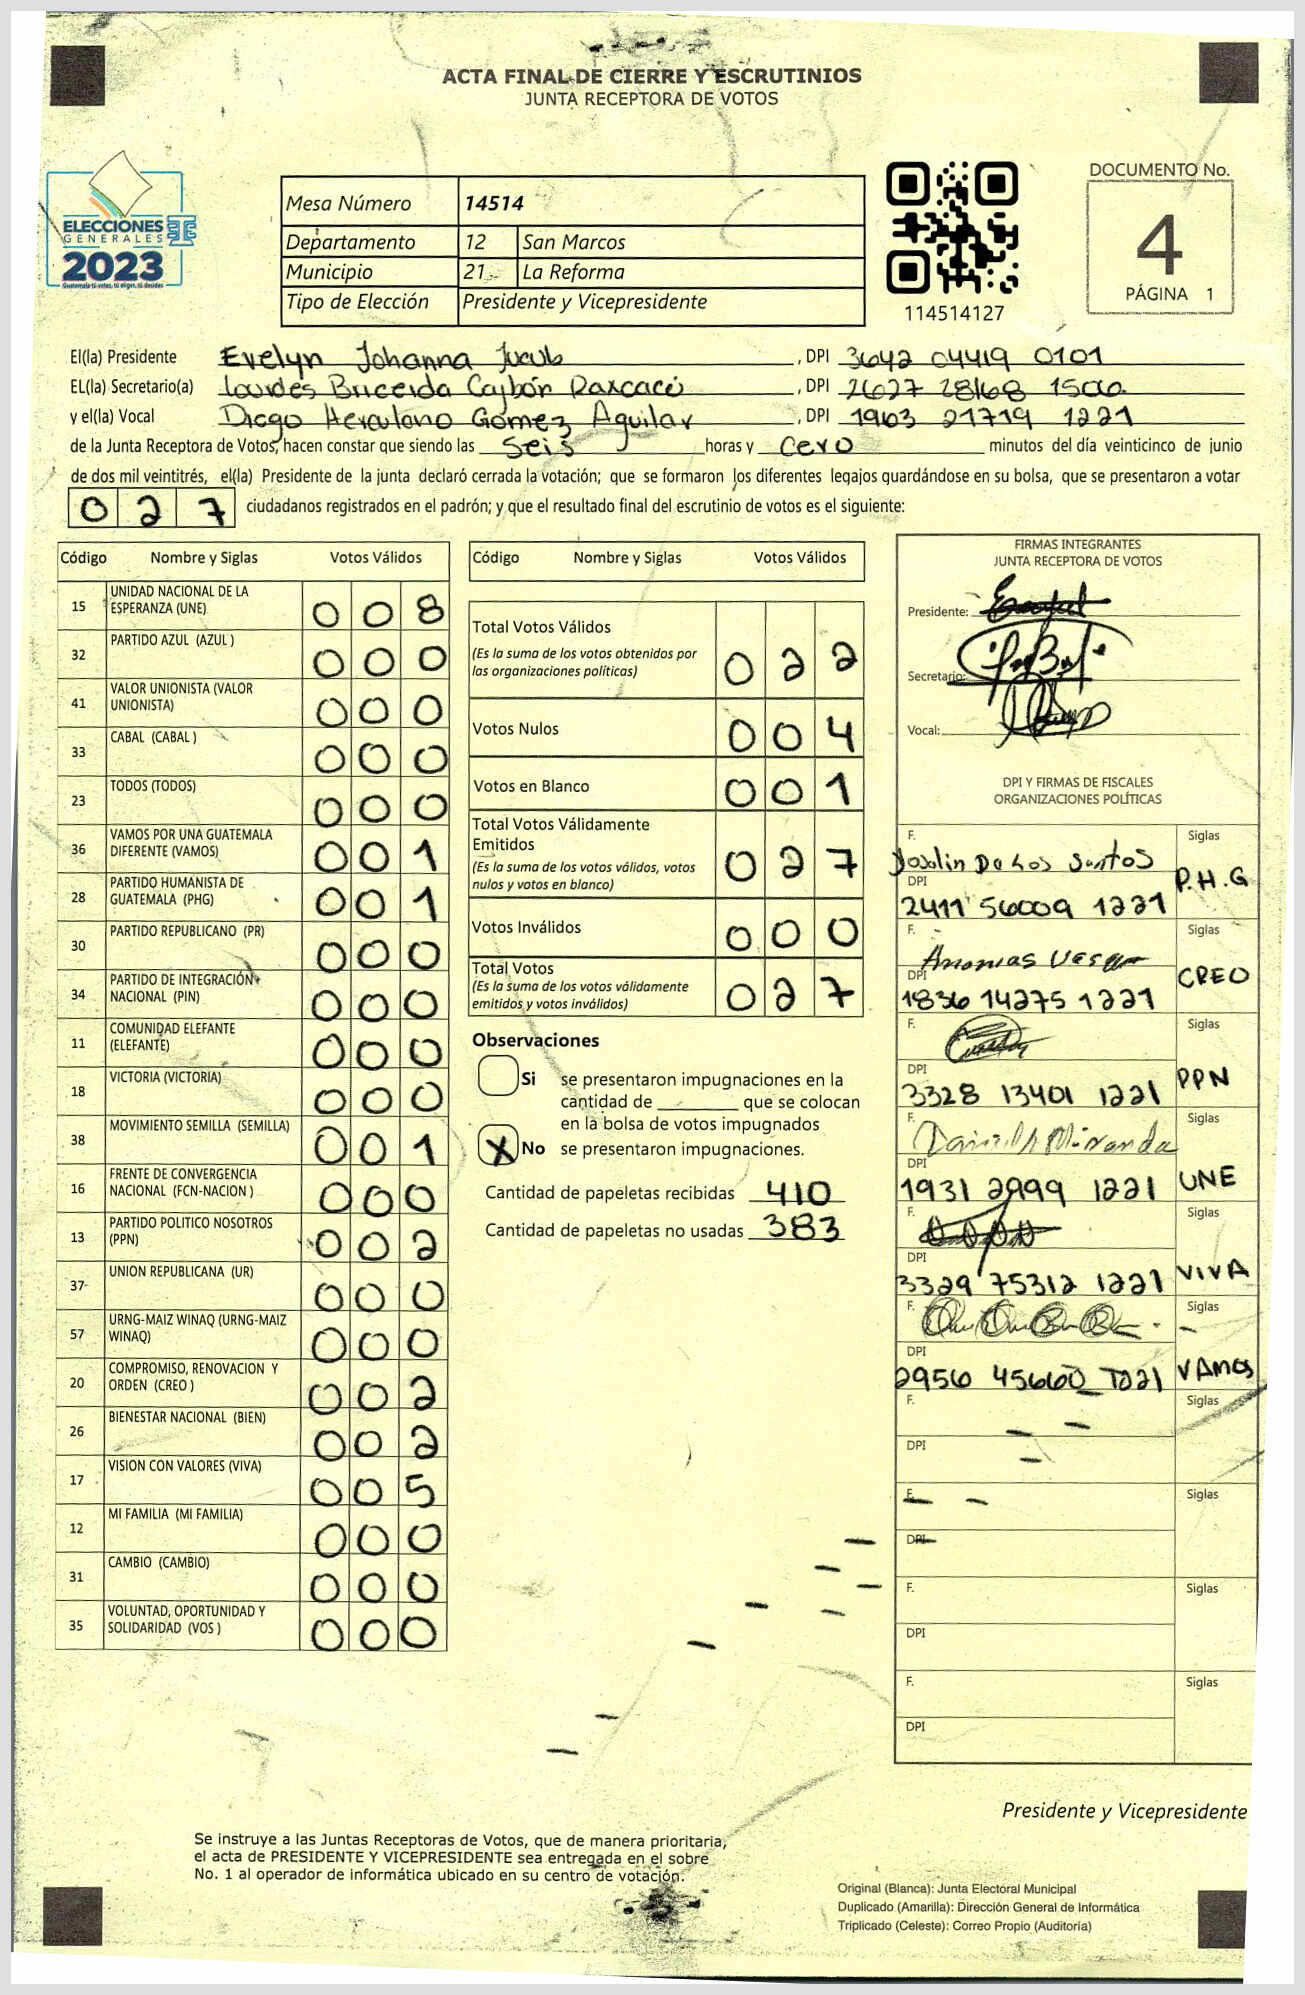 ACTA FINAL DE CIERRE Y ESCRUTINIOS
JUNTA RECEPTORA DE VOTOS
ELECCIONES
GENERALES
2023
Guatemala tú votas, tú eliges, tú decides
Mesa Número 14514
Departamento 12 San Marcos
Municipio 21 La Reforma
Tipo de Elección Presidente y Vicepresidente
114514127
DOCUMENTO No.
4
PÁGINA 1
El(la) Presidente Evelyn Johanna , DPI 3642 04419 0101
EL(la) Secretario(a) Lourdes Briceida Cajbón Raxcacó , DPI 2627 28168 1506
y el(la) Vocal Diego Herculano Gómez Aguilar , DPI 1963 21719 1221
de la Junta Receptora de Votos, hacen constar que siendo las Seis horas y cero minutos del día veinticinco de junio
de dos mil veintitrés, el(la) Presidente de la junta declaró cerrada la votación; que se formaron los diferentes legajos guardándose en su bolsa, que se presentaron a votar
0 2 7 ciudadanos registrados en el padrón; y que el resultado final del escrutinio de votos es el siguiente:
Código Nombre y Siglas Votos Válidos
15 UNIDAD NACIONAL DE LA ESPERANZA (UNE) 0 0 8
32 PARTIDO AZUL (AZUL ) 0 0 0
41 VALOR UNIONISTA (VALOR UNIONISTA) 0 0 0
33 CABAL (CABAL ) 0 0 0
23 TODOS (TODOS) 0 0 0
36 VAMOS POR UNA GUATEMALA DIFERENTE (VAMOS) 0 0 1
28 PARTIDO HUMANISTA DE GUATEMALA (PHG) 0 0 1
30 PARTIDO REPUBLICANO (PR) 0 0 0
34 PARTIDO DE INTEGRACIÓN NACIONAL (PIN) 0 0 0
11 COMUNIDAD ELEFANTE (ELEFANTE) 0 0 0
18 VICTORIA (VICTORIA) 0 0 0
38 MOVIMIENTO SEMILLA (SEMILLA) 0 0 1
16 FRENTE DE CONVERGENCIA NACIONAL (FCN-NACION ) 0 0 0
13 PARTIDO POLITICO NOSOTROS (PPN) 0 0 2
37 UNION REPUBLICANA (UR) 0 0 0
57 URNG-MAIZ WINAQ (URNG-MAIZ WINAQ) 0 0 0
20 COMPROMISO, RENOVACION Y ORDEN (CREO ) 0 0 2
26 BIENESTAR NACIONAL (BIEN) 0 0 2
17 VISION CON VALORES (VIVA) 0 0 5
12 MI FAMILIA (MI FAMILIA) 0 0 0
31 CAMBIO (CAMBIO) 0 0 0
35 VOLUNTAD, OPORTUNIDAD Y SOLIDARIDAD (VOS ) 0 0 0
Código Nombre y Siglas Votos Válidos
Total Votos Válidos 0 2 2
(Es la suma de los votos obtenidos por
las organizaciones políticas)
Votos Nulos 0 0 4
Votos en Blanco 0 0 1
Total Votos Válidamente
Emitidos 0 2 7
(Es la suma de los votos válidos, votos
nulos y votos en blanco)
Votos Inválidos 0 0 0
Total Votos 0 2 7
(Es la suma de los votos válidamente
emitidos y votos inválidos)
Observaciones
Si se presentaron impugnaciones en la
cantidad de ________ que se colocan
en la bolsa de votos impugnados
X No se presentaron impugnaciones.
Cantidad de papeletas recibidas 410
Cantidad de papeletas no usadas 383
FIRMAS INTEGRANTES
JUNTA RECEPTORA DE VOTOS
Presidente:
Secretario:
Vocal:
DPI Y FIRMAS DE FISCALES
ORGANIZACIONES POLÍTICAS
F. Joselin De Los Santos Siglas P.H.G
DPI 2411 56009 1221
F. Siglas CREO
DPI 1836 14275 1221
F. Siglas PPN
DPI 3328 13401 1221
F. Miranda Siglas UNE
DPI 1931 2999 1221
F. Siglas VIVA
DPI 3329 75312 1221
F. Siglas VAMOS
DPI 2956 45660 1221
F. Siglas
DPI
F. Siglas
DPI
F. Siglas
DPI
F. Siglas
DPI
Presidente y Vicepresidente
Se instruye a las Juntas Receptoras de Votos, que de manera prioritaria,
el acta de PRESIDENTE Y VICEPRESIDENTE sea entregada en el sobre
No. 1 al operador de informática ubicado en su centro de votación.
Original (Blanca): Junta Electoral Municipal
Duplicado (Amarilla): Dirección General de Informática
Triplicado (Celeste): Correo Propio (Auditoria)